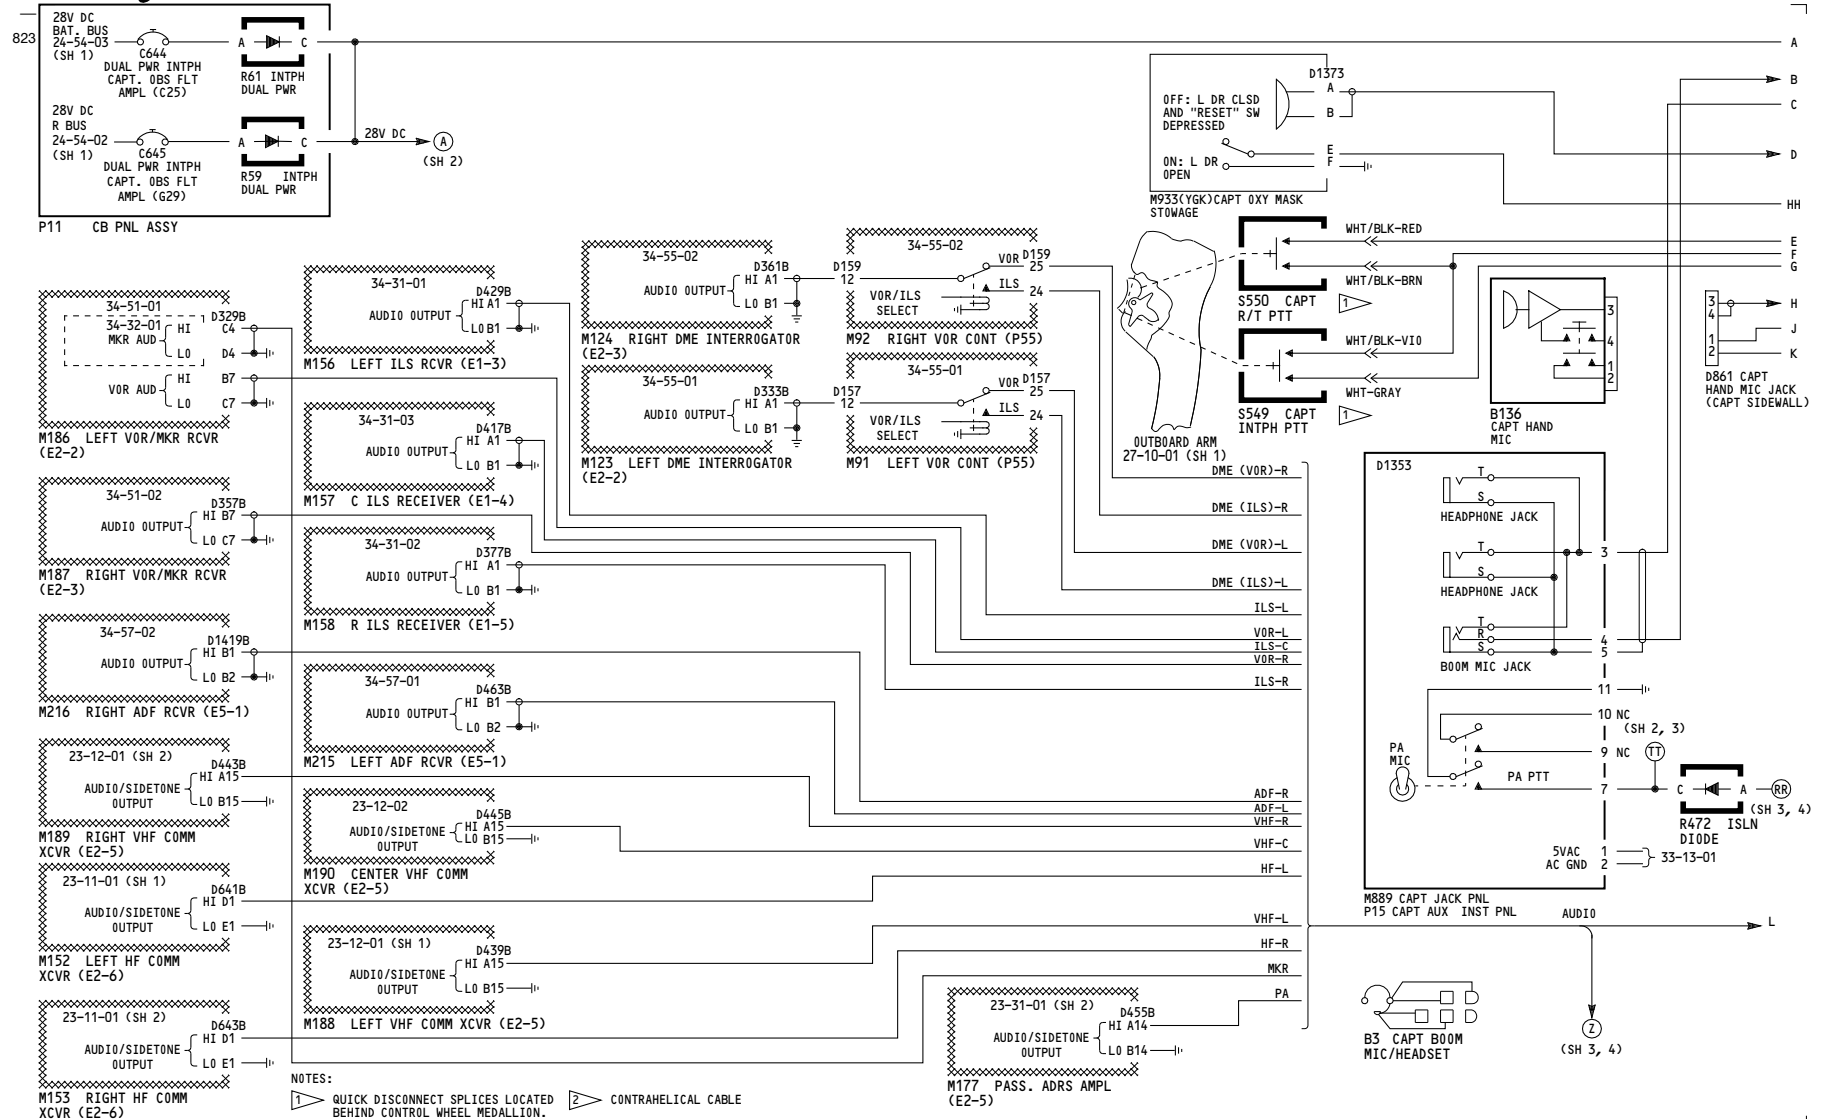 823
28V DC
BAT. BUS
24-54-03
(SH 1)
C644
DUAL PWR INTPH
CAPT. OBS FLT
AMPL (C25)
A C
R61 INTPH
DUAL PWR
28V DC
R BUS
24-54-02
(SH 1)
C645
DUAL PWR INTPH
CAPT. OBS FLT
AMPL (G29)
A C
R59 INTPH
DUAL PWR
28V DC
A
(SH 2)
P11 CB PNL ASSY
34-51-01
34-32-01
MKR AUD
HI
LO
D329B
C4
D4
VOR AUD
HI
LO
B7
C7
M186 LEFT VOR/MKR RCVR
(E2-2)
34-51-02
D357B
AUDIO OUTPUT
HI B7
LO C7
M187 RIGHT VOR/MKR RCVR
(E2-3)
34-57-02
D1419B
AUDIO OUTPUT
HI B1
LO B2
M216 RIGHT ADF RCVR (E5-1)
23-12-01 (SH 2)
D443B
AUDIO/SIDETONE
OUTPUT
HI A15
LO B15
M189 RIGHT VHF COMM
XCVR (E2-5)
23-11-01 (SH 1)
D641B
AUDIO/SIDETONE
OUTPUT
HI D1
LO E1
M152 LEFT HF COMM
XCVR (E2-6)
23-11-01 (SH 2)
D643B
AUDIO/SIDETONE
OUTPUT
HI D1
LO E1
M153 RIGHT HF COMM
XCVR (E2-6)
34-31-01
D429B
AUDIO OUTPUT
HI A1
LO B1
M156 LEFT ILS RCVR (E1-3)
34-31-03
D417B
AUDIO OUTPUT
HI A1
LO B1
M157 C ILS RECEIVER (E1-4)
34-31-02
D377B
AUDIO OUTPUT
HI A1
LO B1
M158 R ILS RECEIVER (E1-5)
34-57-01
D463B
AUDIO OUTPUT
HI B1
LO B2
M215 LEFT ADF RCVR (E5-1)
23-12-02
D445B
AUDIO/SIDETONE
OUTPUT
HI A15
LO B15
M190 CENTER VHF COMM
XCVR (E2-5)
23-12-01 (SH 1)
D439B
AUDIO/SIDETONE
OUTPUT
HI A15
LO B15
M188 LEFT VHF COMM XCVR (E2-5)
NOTES:
1 QUICK DISCONNECT SPLICES LOCATED
BEHIND CONTROL WHEEL MEDALLION.
2 CONTRAHELICAL CABLE
34-55-02
D361B
AUDIO OUTPUT
HI A1
LO B1
M124 RIGHT DME INTERROGATOR
(E2-3)
34-55-01
D333B
AUDIO OUTPUT
HI A1
LO B1
M123 LEFT DME INTERROGATOR
(E2-2)
34-55-02
D159
12
VOR
D159
25
ILS
24
VOR/ILS
SELECT
M92 RIGHT VOR CONT (P55)
34-55-01
D157
12
VOR
D157
25
ILS
24
VOR/ILS
SELECT
M91 LEFT VOR CONT (P55)
OUTBOARD ARM
27-10-01 (SH 1)
DME (VOR)-R
DME (ILS)-R
DME (VOR)-L
DME (ILS)-L
ILS-L
VOR-L
ILS-C
VOR-R
ILS-R
ADF-R
ADF-L
VHF-R
VHF-C
HF-L
VHF-L
HF-R
MKR
PA
23-31-01 (SH 2)
D455B
AUDIO/SIDETONE
OUTPUT
HI A14
LO B14
M177 PASS. ADRS AMPL
(E2-5)
D1373
OFF: L DR CLSD
AND "RESET" SW
DEPRESSED
A
B
ON: L DR
OPEN
E
F
M933(YGK)CAPT OXY MASK
STOWAGE
WHT/BLK-RED
WHT/BLK-BRN
S550 CAPT
R/T PTT
1
WHT/BLK-VIO
WHT-GRAY
S549 CAPT
INTPH PTT
1
B136
CAPT HAND
MIC
3
4
1
2
3
4
1
2
D861 CAPT
HAND MIC JACK
(CAPT SIDEWALL)
A
B
C
D
HH
E
F
G
H
J
K
D1353
T
S
HEADPHONE JACK
T
S
HEADPHONE JACK
T
R
S
BOOM MIC JACK
3
4
5
11
10 NC
(SH 2, 3)
9 NC
TT
PA
MIC
PA PTT
7
C A
RR
(SH 3, 4)
R472 ISLN
DIODE
5VAC 1
AC GND 2
33-13-01
M889 CAPT JACK PNL
P15 CAPT AUX INST PNL
AUDIO
L
B3 CAPT BOOM
MIC/HEADSET
Z
(SH 3, 4)